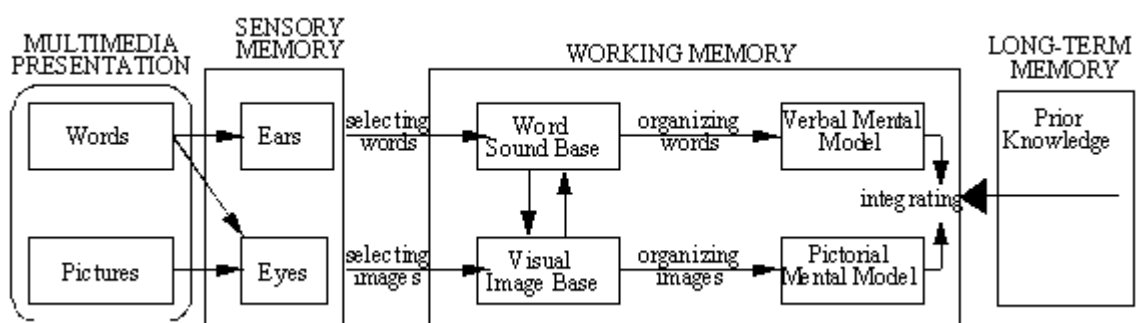 MULTIMEDIA
PRESENTATION
SENSORY
MEMORY
WORKING MEMORY
LONG-TERM
MEMORY
Words
Ears
selecting
words
Word
Sound Base
organizing
words
Verbal Mental
Model
Prior
Knowledge
integrating
Pictures
Eyes
selecting
images
Visual
Image Base
organizing
images
Pictorial
Mental Model